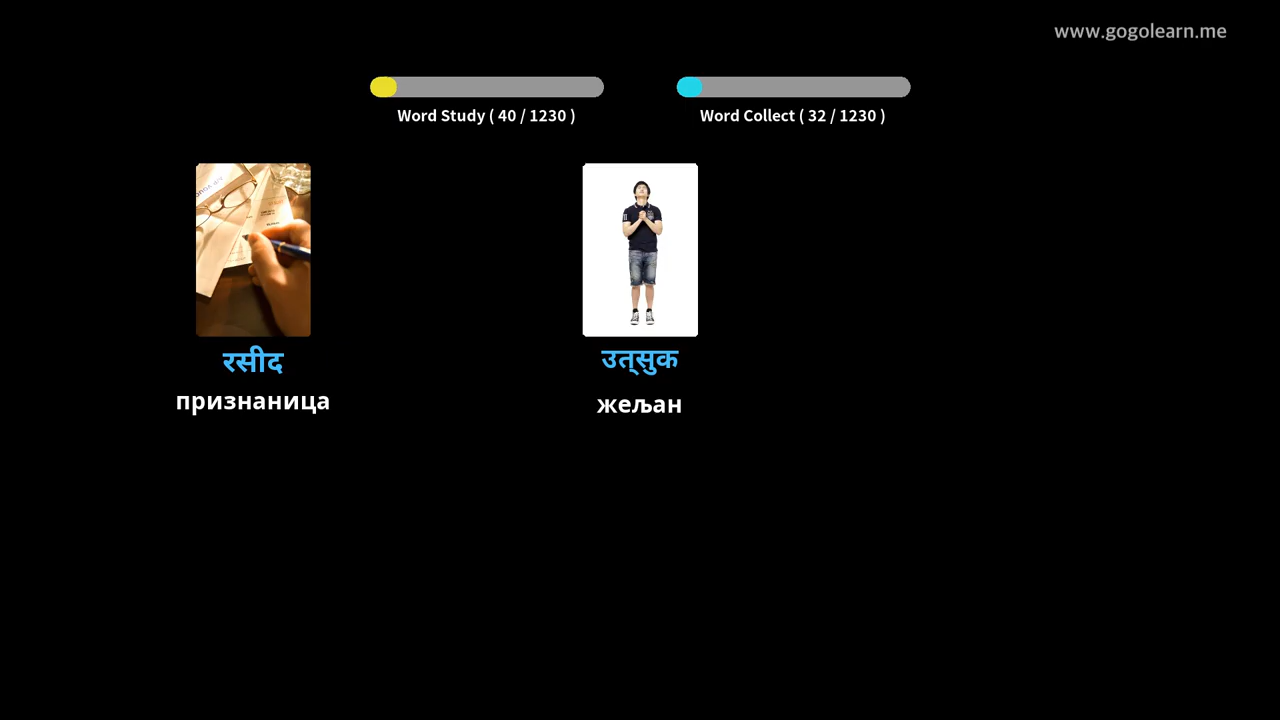 www.gogolearn.me
Word Study ( 40 / 1230 )
Word Collect ( 32 / 1230 )
रसीद
признаница
उत्सुक
жељан